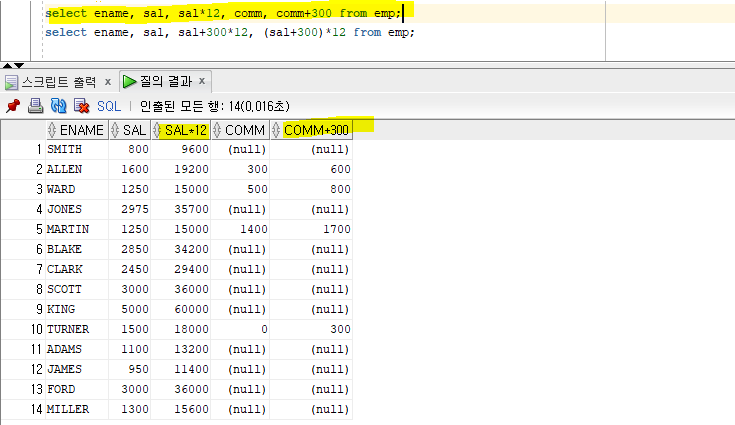 select ename, sal, sal*12, comm, comm+300 from emp;
select ename, sal, sal+300*12, (sal+300)*12 from emp;
스크립트 출력 x 질의 결과 x
SQL | 인출된 모든 행: 14(0,016초)
ENAME SAL SAL*12 COMM COMM+300
1 SMITH 800 9600 (null) (null)
2 ALLEN 1600 19200 300 600
3 WARD 1250 15000 500 800
4 JONES 2975 35700 (null) (null)
5 MARTIN 1250 15000 1400 1700
6 BLAKE 2850 34200 (null) (null)
7 CLARK 2450 29400 (null) (null)
8 SCOTT 3000 36000 (null) (null)
9 KING 5000 60000 (null) (null)
10 TURNER 1500 18000 0 300
11 ADAMS 1100 13200 (null) (null)
12 JAMES 950 11400 (null) (null)
13 FORD 3000 36000 (null) (null)
14 MILLER 1300 15600 (null) (null)